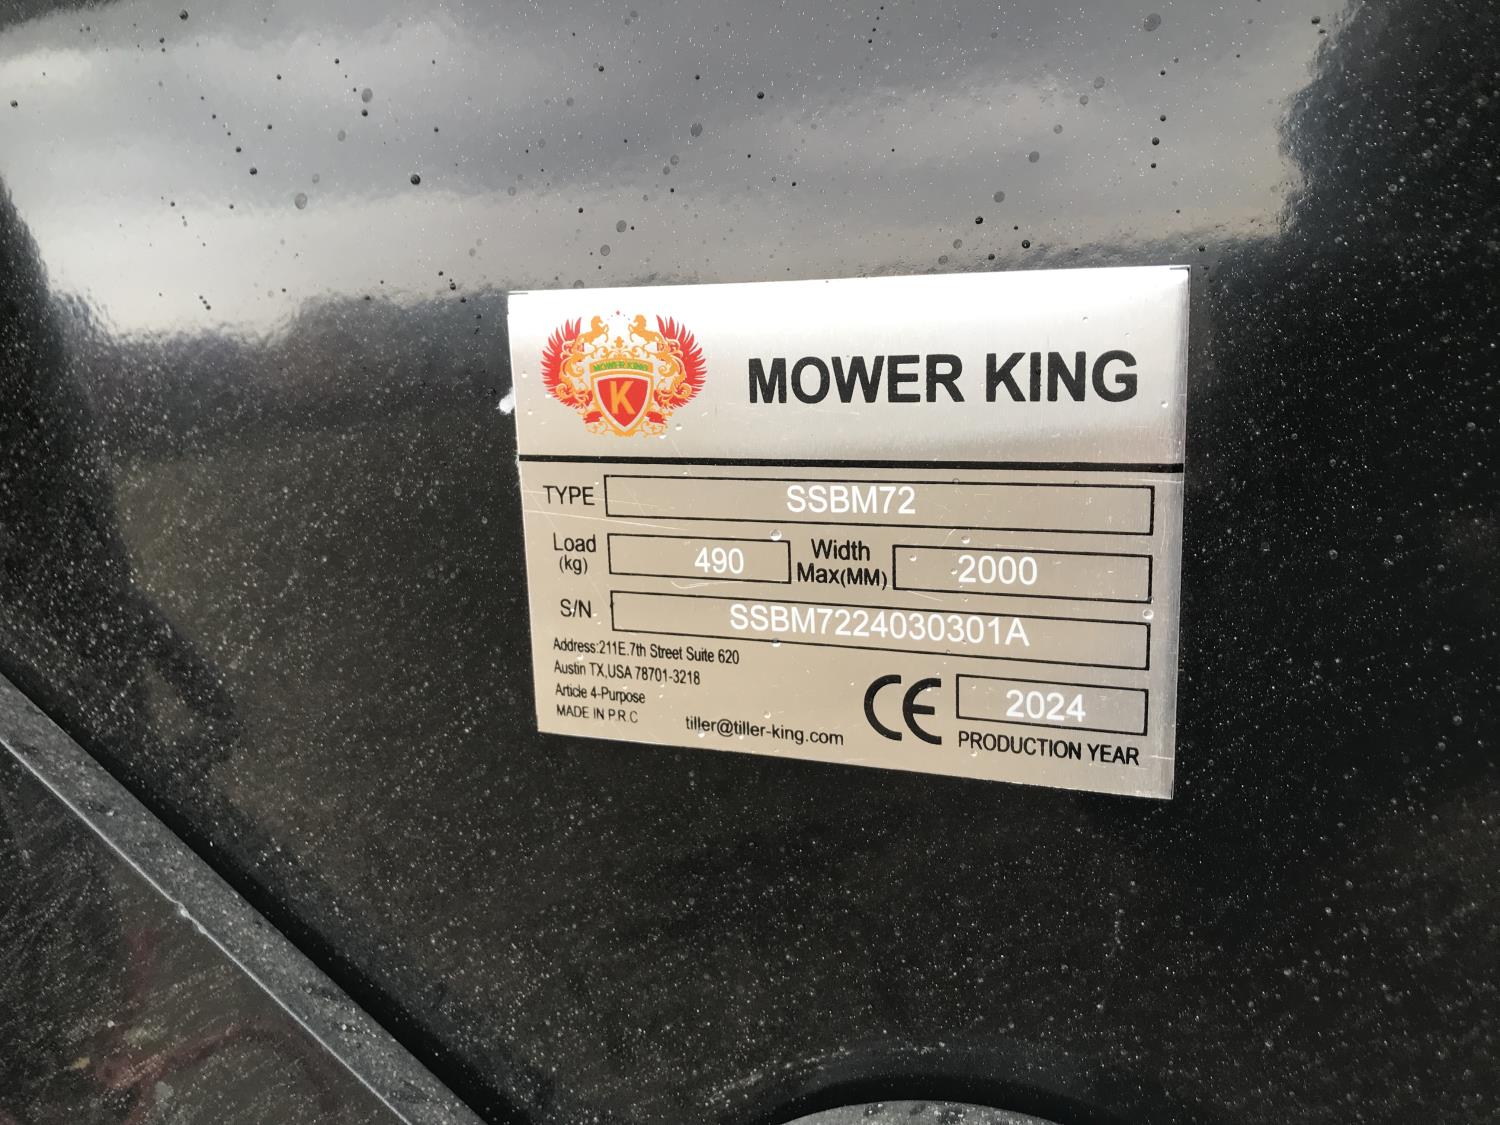 MOWER KING
K
MOWER KING
TYPE SSBM72
Load (kg) 490 Width Max(MM) 2000
S/N SSBM7224030301A
Address:211E.7th Street Suite 620
Austin TX,USA 78701-3218
Article 4-Purpose
MADE IN P.R.C
tiller@tiller-king.com
CE 2024
PRODUCTION YEAR